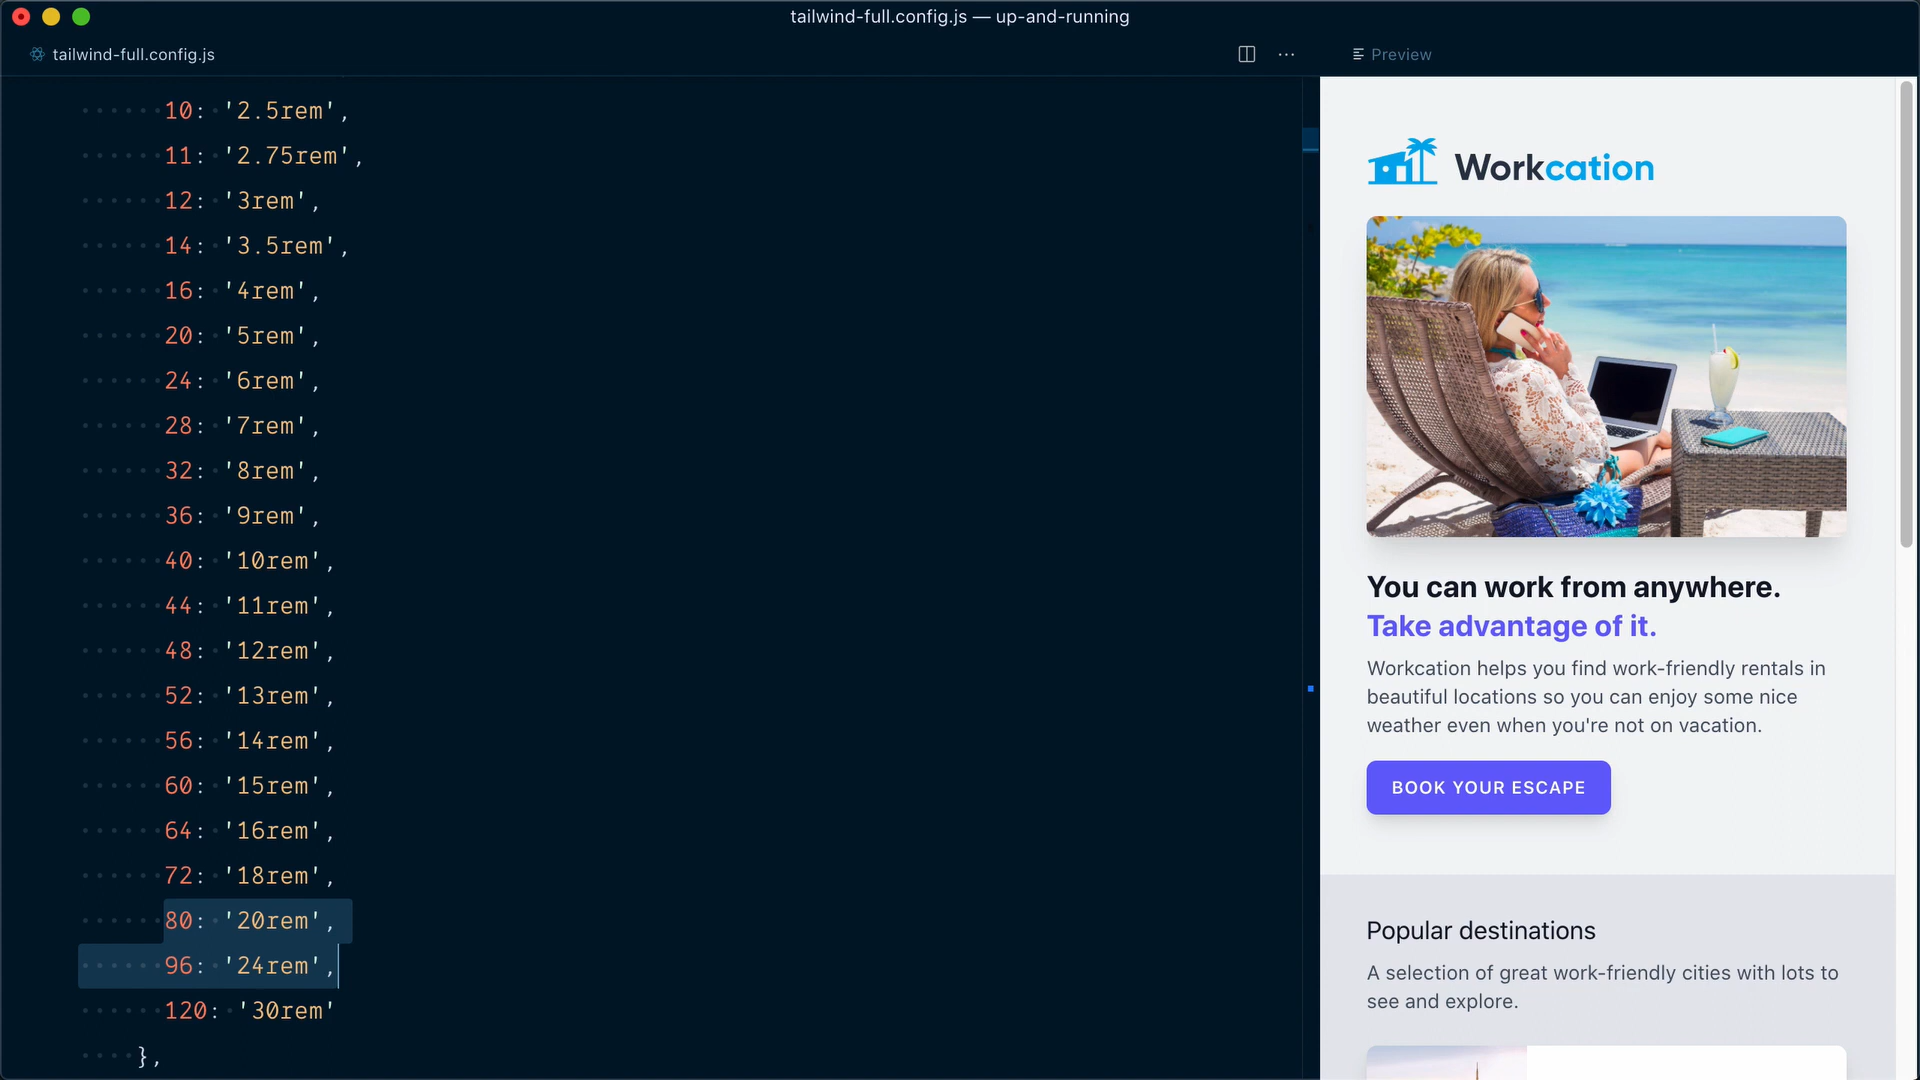 tailwind-full.config.js — up-and-running
tailwind-full.config.js
Preview
10: '2.5rem',
11: '2.75rem',
12: '3rem',
14: '3.5rem',
16: '4rem',
20: '5rem',
24: '6rem',
28: '7rem',
32: '8rem',
36: '9rem',
40: '10rem',
44: '11rem',
48: '12rem',
52: '13rem',
56: '14rem',
60: '15rem',
64: '16rem',
72: '18rem',
80: '20rem',
96: '24rem',
120: '30rem'
},
Workcation
You can work from anywhere.
Take advantage of it.
Workcation helps you find work-friendly rentals in
beautiful locations so you can enjoy some nice
weather even when you're not on vacation.
BOOK YOUR ESCAPE
Popular destinations
A selection of great work-friendly cities with lots to
see and explore.